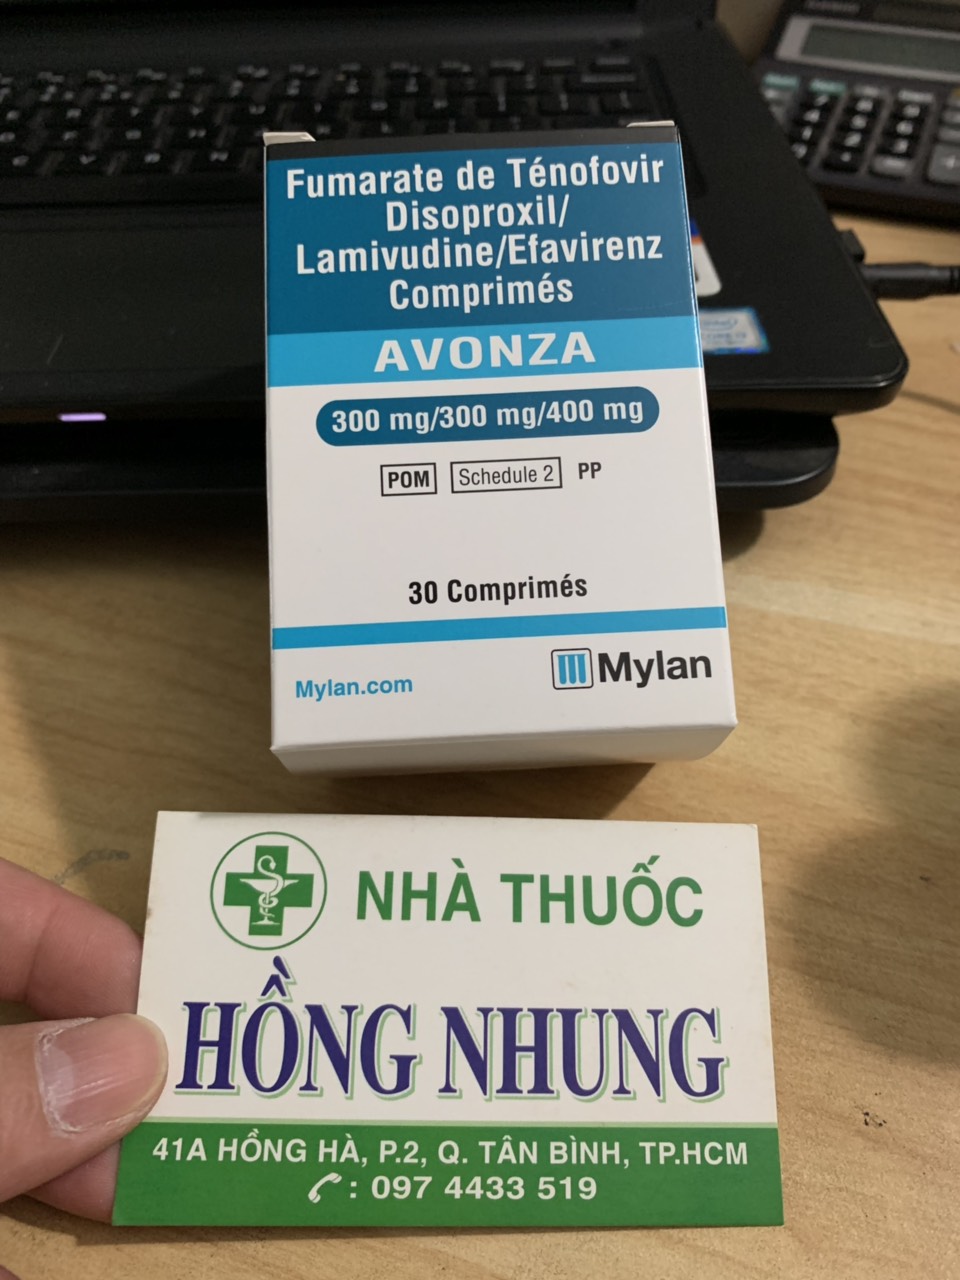 Fumarate de Ténofovir
Disoproxil/
Lamivudine/Efavirenz
Comprimés
AVONZA
300 mg/300 mg/400 mg
POM Schedule 2 PP
30 Comprimés
Mylan.com
Mylan
NHÀ THUỐC
HỒNG NHUNG
41A HỒNG HÀ, P.2, Q. TÂN BÌNH, TP.HCM
: 097 4433 519